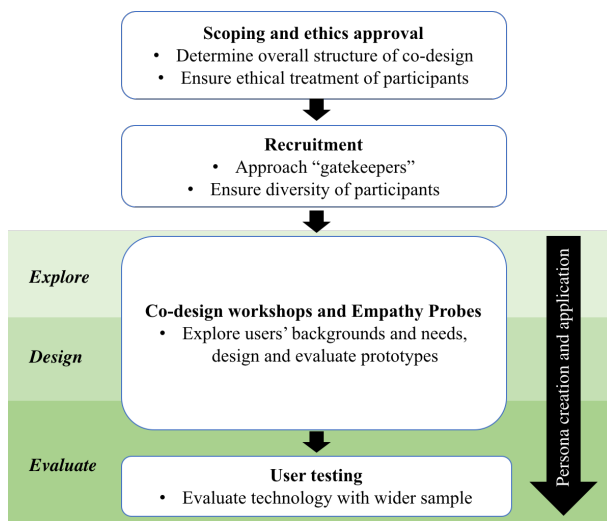 Scoping and ethics approval
• Determine overall structure of co-design
• Ensure ethical treatment of participants
Recruitment
• Approach “gatekeepers”
• Ensure diversity of participants
Explore
Co-design workshops and Empathy Probes
• Explore users’ backgrounds and needs,
design and evaluate prototypes
Design
Persona creation and application
Evaluate
User testing
• Evaluate technology with wider sample